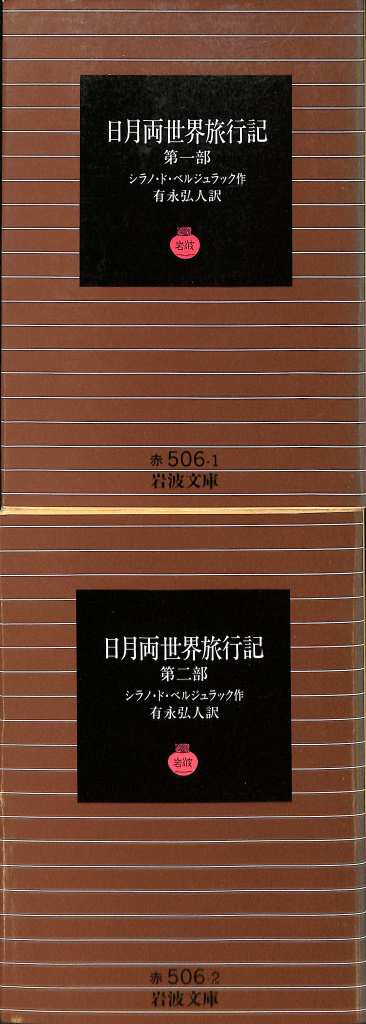 日月両世界旅行記
第一部
シラノ・ド・ベルジュラック作
有永弘人訳
岩波
赤 506-1
岩波文庫
日月両世界旅行記
第二部
シラノ・ド・ベルジュラック作
有永弘人訳
岩波
赤 506-2
岩波文庫